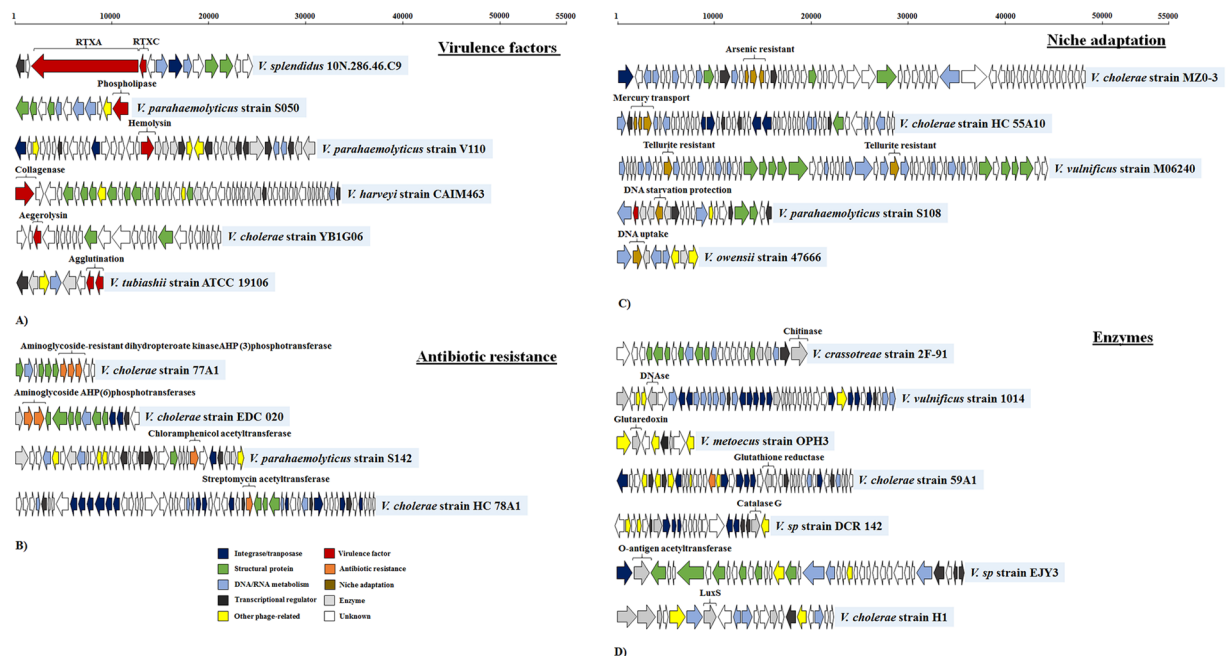 1 10000 20000 30000 40000 50000 55000
Virulence factors
RTXA RTXC
V. splendidus 10N.286.46.C9
Phospholipase
V. parahaemolyticus strain S050
Hemolysin
V. parahaemolyticus strain V110
Collagenase
V. harveyi strain CAIM463
Aegerolysin
V. cholerae strain YB1G06
Agglutination
V. tubiashii strain ATCC 19106
A)
Antibiotic resistance
Aminoglycoside-resistant dihydropteroate kinaseAHP (3)phosphotransferase
V. cholerae strain 77A1
Aminoglycoside AHP(6)phosphotransferases
V. cholerae strain EDC 020
Chloramphenicol acetyltransferase
V. parahaemolyticus strain S142
Streptomycin acetyltransferase
V. cholerae strain HC 78A1
B)
Integrase/tranposase
Structural protein
DNA/RNA metabolism
Transcriptional regulator
Other phage-related
Virulence factor
Antibiotic resistance
Niche adaptation
Enzyme
Unknown
1 10000 20000 30000 40000 50000 55000
Niche adaptation
Arsenic resistant
V. cholerae strain MZ0-3
Mercury transport
V. cholerae strain HC 55A10
Tellurite resistant Tellurite resistant
V. vulnificus strain M06240
DNA starvation protection
V. parahaemolyticus strain S108
DNA uptake
V. owensii strain 47666
C)
Enzymes
Chitinase
V. crassotreae strain 2F-91
DNAse
V. vulnificus strain 1014
Glutaredoxin
V. metoecus strain OPH3
Glutathione reductase
V. cholerae strain 59A1
Catalase G
V. sp strain DCR 142
O-antigen acetyltransferase
V. sp strain EJY3
LuxS
V. cholerae strain H1
D)